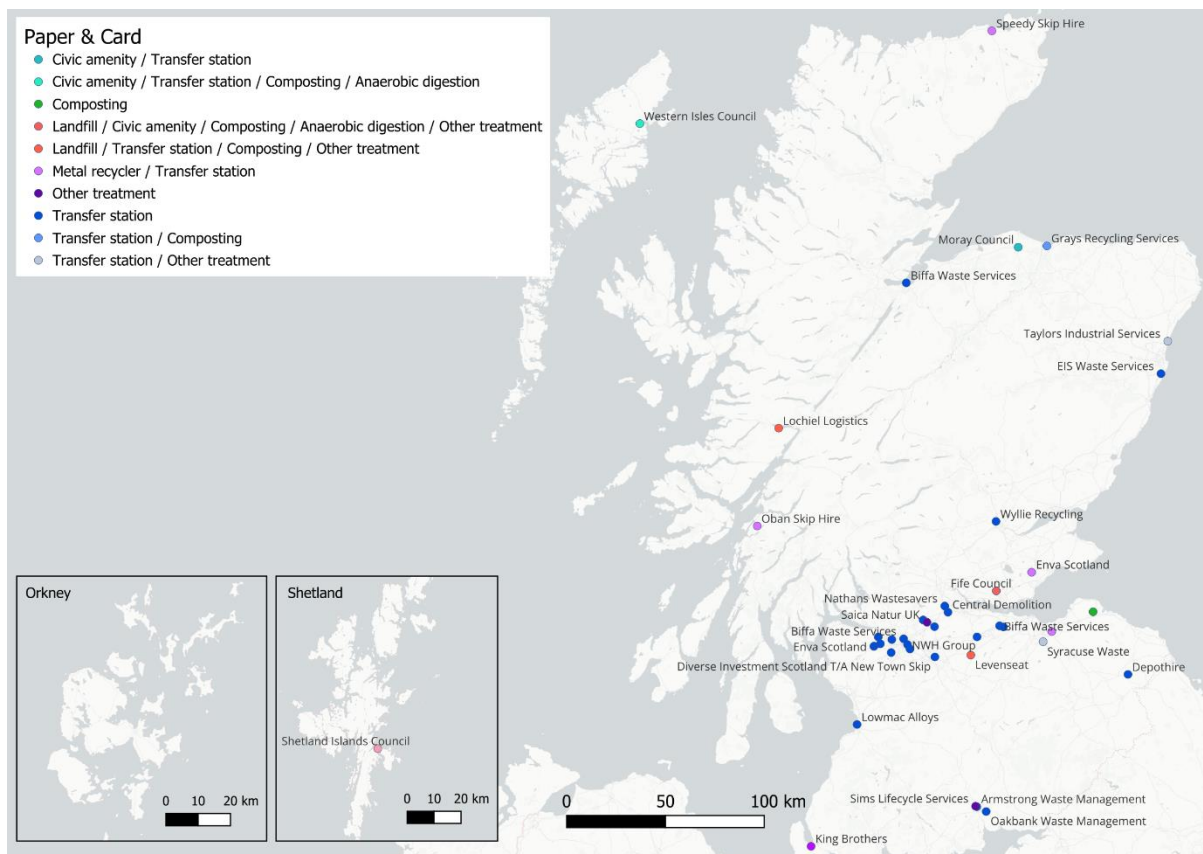 Paper & Card
Civic amenity / Transfer station
Civic amenity / Transfer station / Composting / Anaerobic digestion
Composting
Landfill / Civic amenity / Composting / Anaerobic digestion / Other treatment
Landfill / Transfer station / Composting / Other treatment
Metal recycler / Transfer station
Other treatment
Transfer station
Transfer station / Composting
Transfer station / Other treatment
Speedy Skip Hire
Western Isles Council
Moray Council
Grays Recycling Services
Biffa Waste Services
Taylors Industrial Services
EIS Waste Services
Lochiel Logistics
Wyllie Recycling
Oban Skip Hire
Enva Scotland
Fife Council
Nathans Wastesavers
Central Demolition
Saica Natur UK
Biffa Waste Services
Biffa Waste Services
Enva Scotland
NWH Group
Syracuse Waste
Diverse Investment Scotland T/A New Town Skip
Levenseat
Depothire
Lowmac Alloys
Sims Lifecycle Services
Armstrong Waste Management
Oakbank Waste Management
King Brothers
Orkney
0 10 20 km
Shetland
Shetland Islands Council
0 10 20 km
0 50 100 km